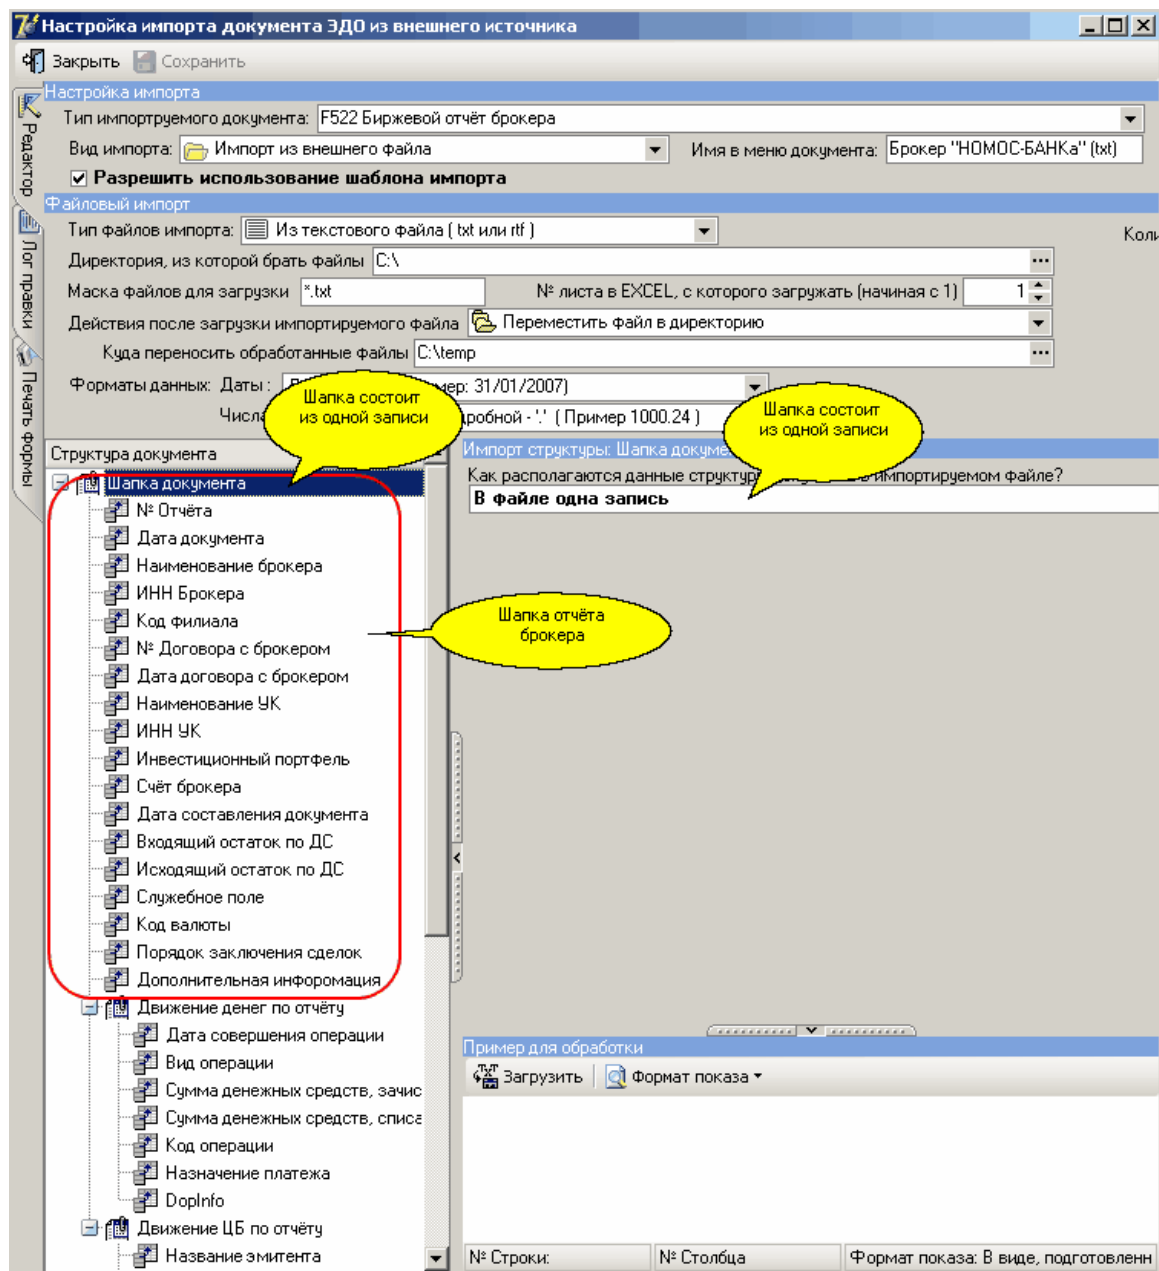 Настройка импорта документа ЭДО из внешнего источника
Закрыть Сохранить
Настройка импорта
Тип импортруемого документа: F522 Биржевой отчёт брокера
Вид импорта: Импорт из внешнего файла Имя в меню документа: Брокер "НОМОС-БАНКа" (txt)
Разрешить использование шаблона импорта
Файловый импорт
Тип файлов импорта: Из текстового файла ( txt или rtf )
Директория, из которой брать файлы C:\
Маска файлов для загрузки *.txt № листа в EXCEL, с которого загружать (начиная с 1) 1
Действия после загрузки импортируемого файла Переместить файл в директорию
Куда переносить обработанные файлы C:\temp
Форматы данных: Даты : 31/01/2007)
- '.' ( Пример 1000.24 )
Редактор
Лог правки
Печать формы
Шапка состоит
из одной записи
Шапка состоит
из одной записи
Структура документа
Шапка документа
№ Отчёта
Дата документа
Наименование брокера
ИНН Брокера
Код филиала
№ Договора с брокером
Дата договора с брокером
Наименование УК
ИНН УК
Инвестиционный портфель
Счёт брокера
Дата составления документа
Входящий остаток по ДС
Исходящий остаток по ДС
Служебное поле
Код валюты
Порядок заключения сделок
Дополнительная инфоромация
Движение денег по отчёту
Дата совершения операции
Вид операции
Сумма денежных средств, зачис
Сумма денежных средств, списа
Код операции
Назначение платежа
DopInfo
Движение ЦБ по отчёту
Название эмитента
Импорт структуры: Шапка
Как располагаются данные импортируемом файле?
В файле одна запись
Шапка отчёта
брокера
Пример для обработки
Загрузить Формат показа
№ Строки: № Столбца Формат показа: В виде, подготовленн